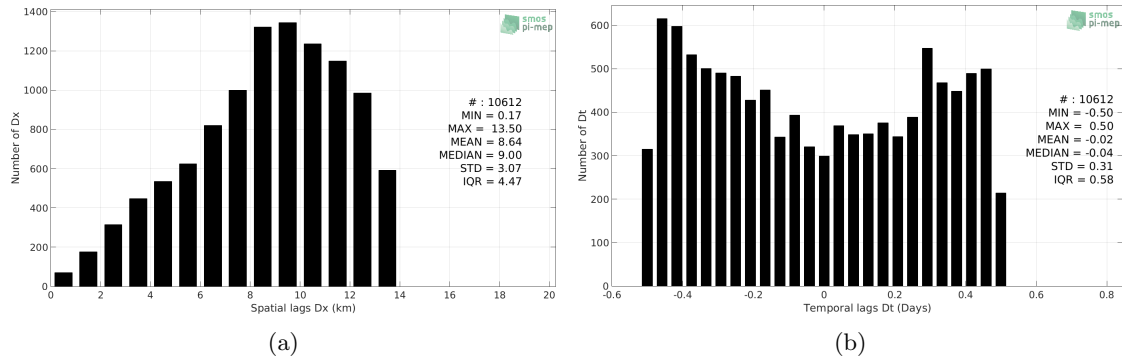 smos
pi-mep
1400
1200
1000
800
600
400
200
0
Number of Dx
# : 10612
MIN = 0.17
MAX = 13.50
MEAN = 8.64
MEDIAN = 9.00
STD = 3.07
IQR = 4.47
0 2 4 6 8 10 12 14 16 18 20
Spatial lags Dx (km)
(a)
smos
pi-mep
600
500
400
300
200
100
0
Number of Dt
# : 10612
MIN = -0.50
MAX = 0.50
MEAN = -0.02
MEDIAN = -0.04
STD = 0.31
IQR = 0.58
-0.6 -0.4 -0.2 0 0.2 0.4 0.6 0.8
Temporal lags Dt (Days)
(b)